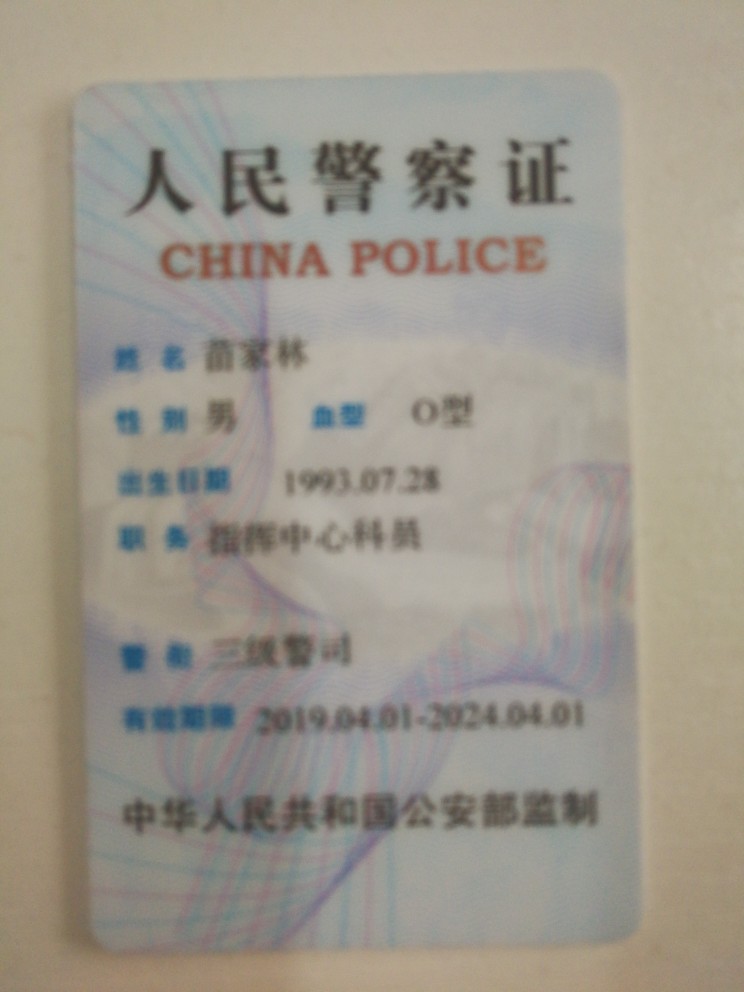 人民警察证
CHINA POLICE
姓名 苗家林
性别 男 血型 O型
出生日期 1993.07.28
职务 指挥中心科员
警衔 三级警司
有效期限 2019.04.01-2024.04.01
中华人民共和国公安部监制